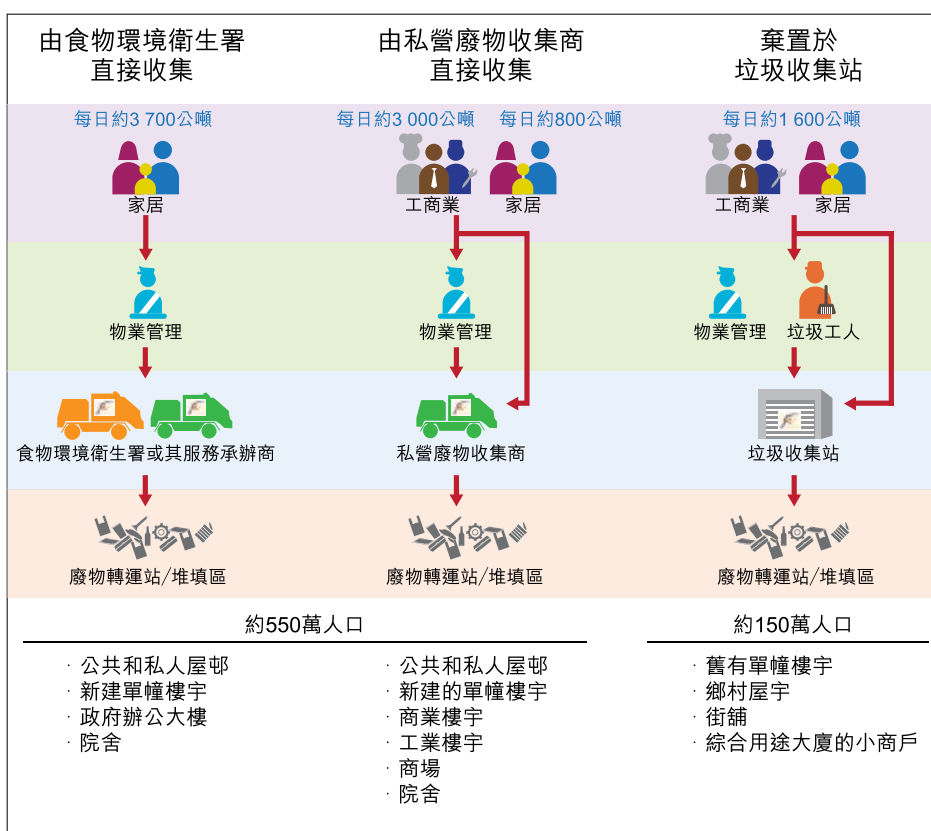 由食物環境衛生署
直接收集
由私營廢物收集商
直接收集
棄置於
垃圾收集站
每日約3 700公噸
每日約3 000公噸
每日約800公噸
每日約1 600公噸
家居
工商業
家居
工商業
家居
物業管理
物業管理
物業管理
垃圾工人
食物環境衛生署或其服務承辦商
私營廢物收集商
垃圾收集站
廢物轉運站/堆填區
廢物轉運站/堆填區
廢物轉運站/堆填區
約550萬人口
· 公共和私人屋邨
· 新建單幢樓宇
· 政府辦公大樓
· 院舍
· 公共和私人屋邨
· 新建的單幢樓宇
· 商業樓宇
· 工業樓宇
· 商場
· 院舍
約150萬人口
· 舊有單幢樓宇
· 鄉村屋宇
· 街舖
· 綜合用途大廈的小商戶